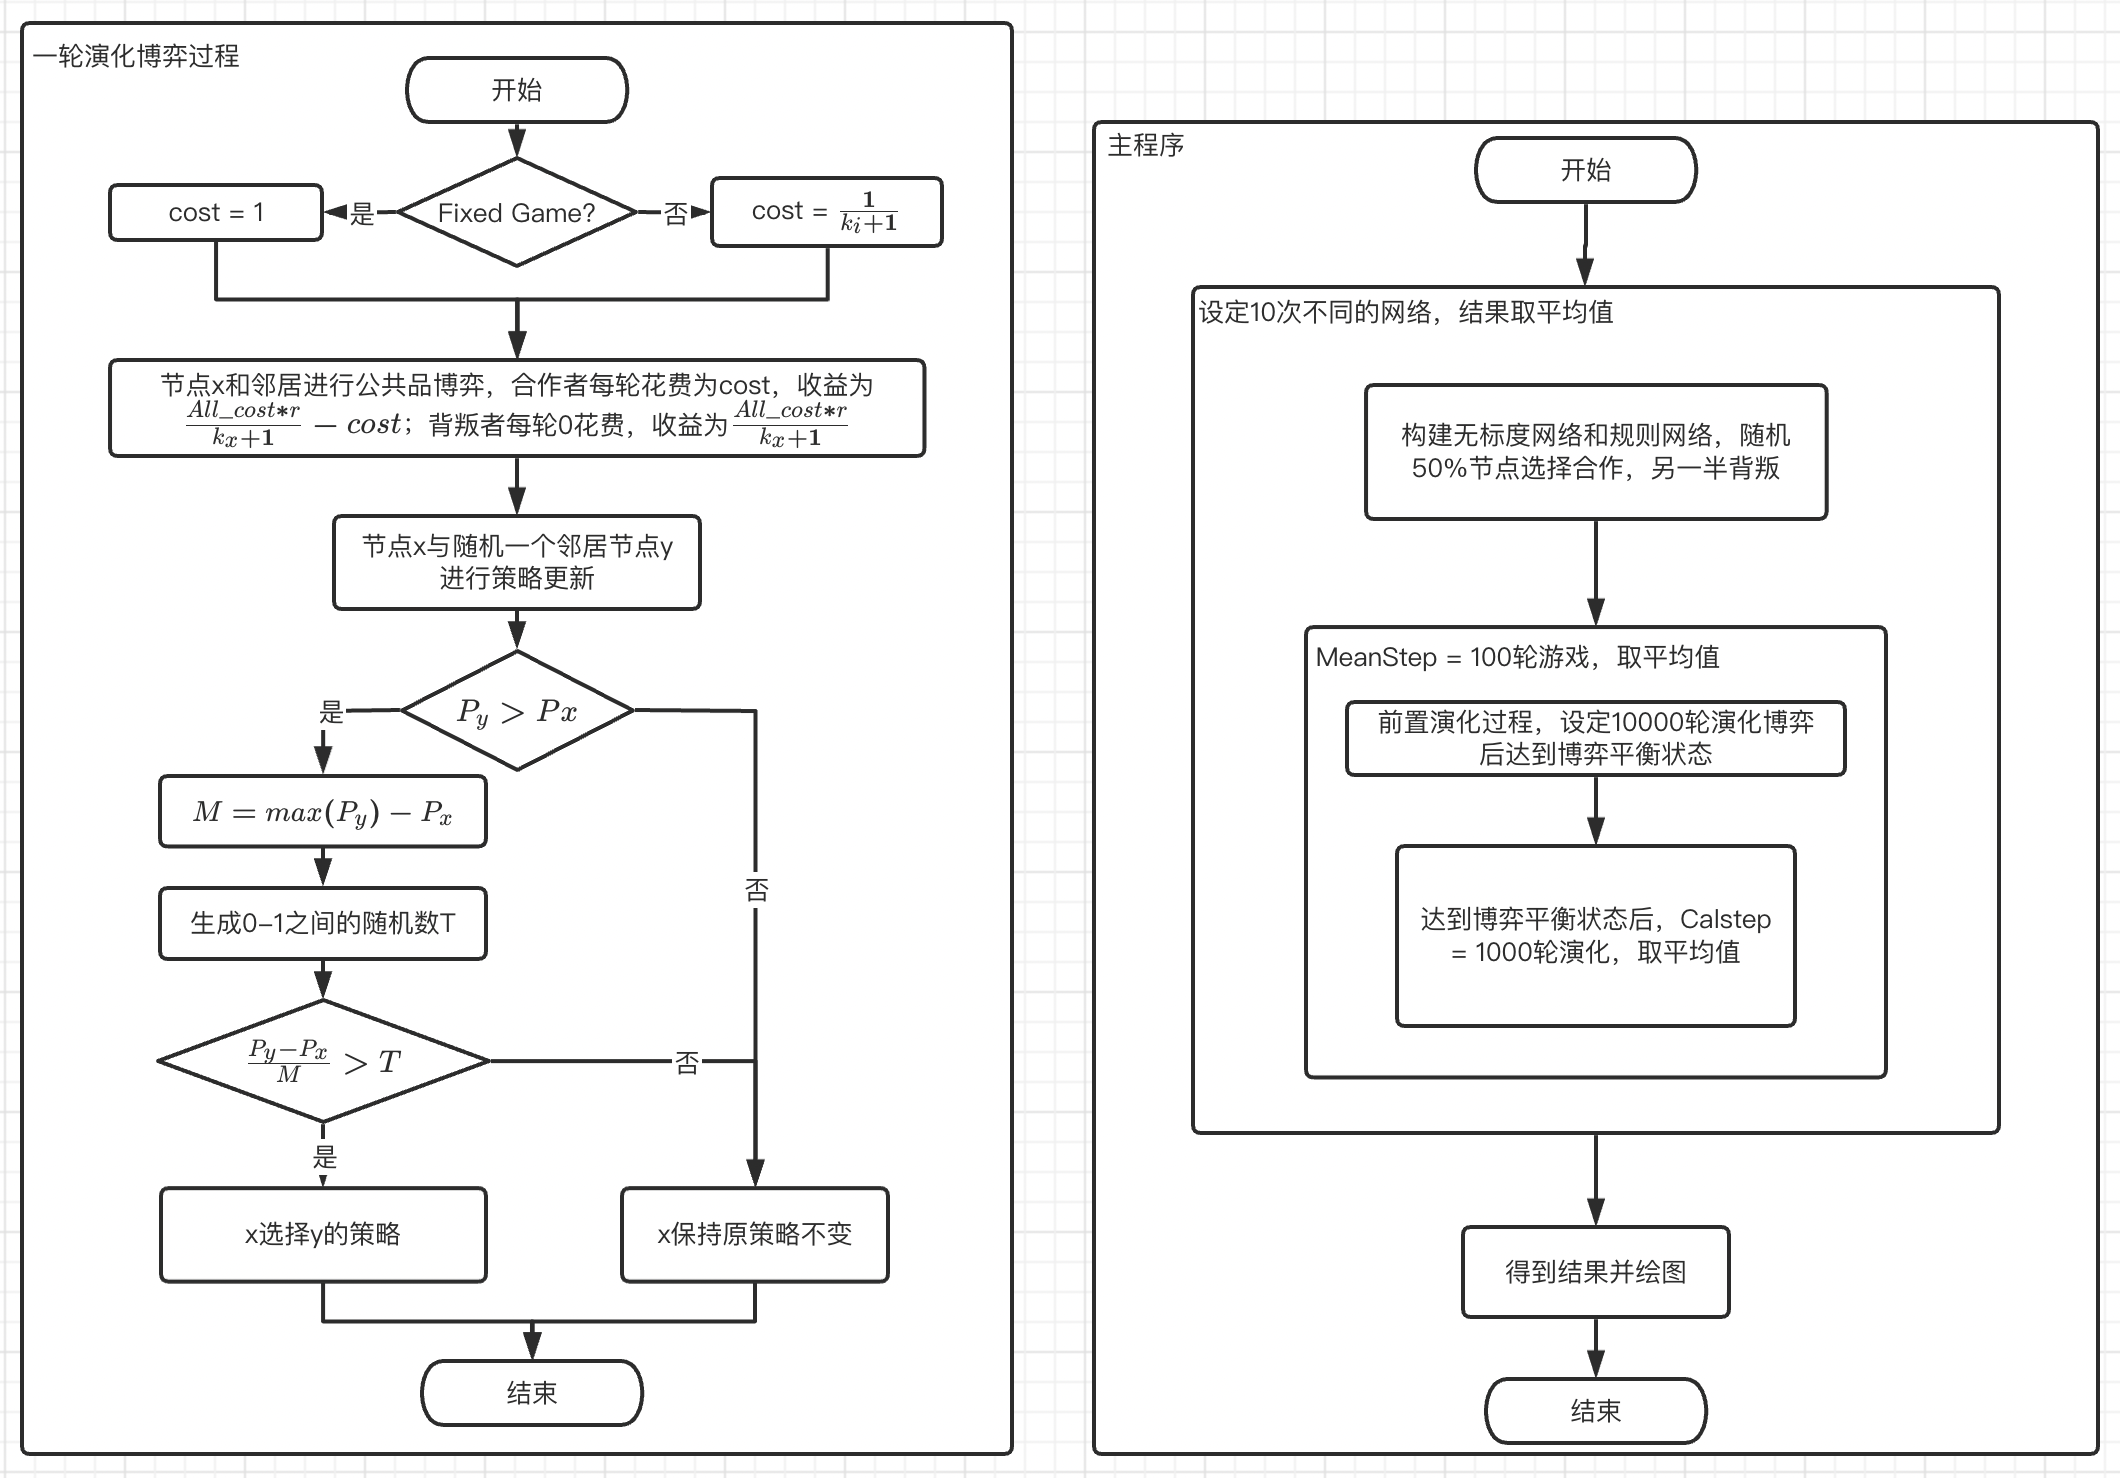 一轮演化博弈过程
开始
Fixed Game?
是
否
cost = 1
cost = \frac{1}{k_i+1}
节点x和邻居进行公共品博弈，合作者每轮花费为cost，收益为
\frac{All\_cost*r}{k_x+1} − cost；背叛者每轮0花费，收益为\frac{All\_cost*r}{k_x+1}
节点x与随机一个邻居节点y
进行策略更新
P_y > Px
是
否
M = max(P_y) − P_x
生成0–1之间的随机数T
\frac{P_y−P_x}{M} > T
否
是
x选择y的策略
x保持原策略不变
结束
主程序
开始
设定10次不同的网络，结果取平均值
构建无标度网络和规则网络，随机
50%节点选择合作，另一半背叛
MeanStep = 100轮游戏，取平均值
前置演化过程，设定10000轮演化博弈
后达到博弈平衡状态
达到博弈平衡状态后，Calstep
= 1000轮演化，取平均值
得到结果并绘图
结束